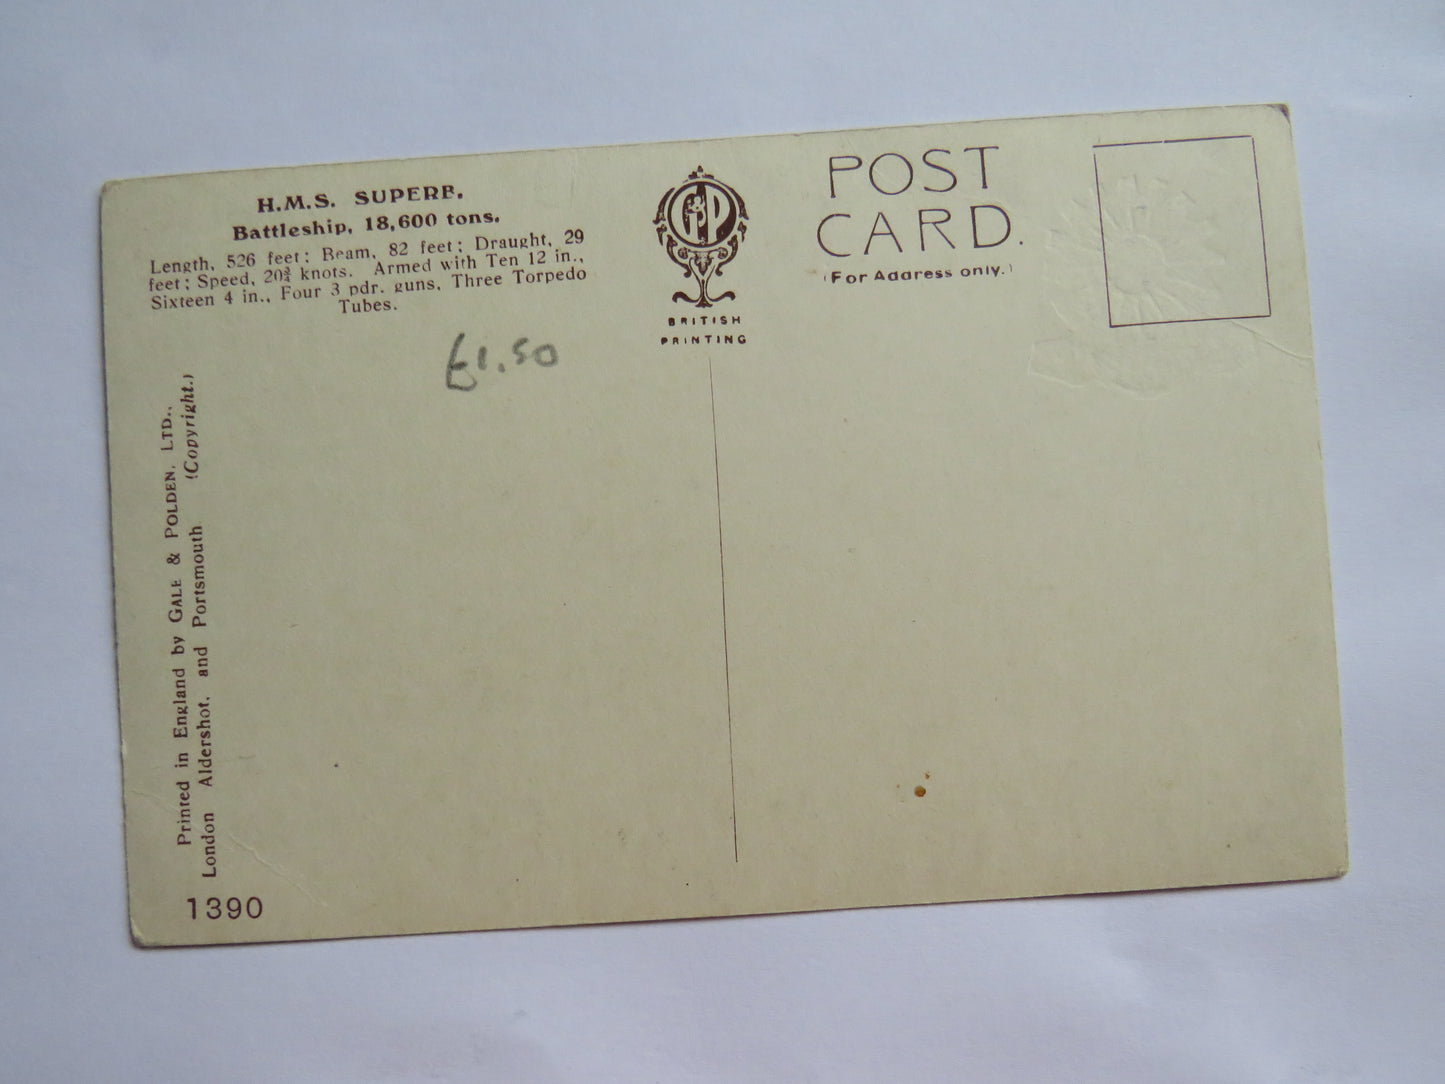 H.M.S. SUPERB.
Battleship, 18,600 tons.
Length, 526 feet; Beam, 82 feet; Draught, 29
feet; Speed, 20¾ knots. Armed with Ten 12 in.,
Sixteen 4 in., Four 3 pdr. guns, Three Torpedo
Tubes.
£1.50
GPP
BRITISH
PRINTING
POST
CARD.
(For Address only.)
Printed in England by GALE & POLDEN, LTD.,
London Aldershot, and Portsmouth (Copyright.)
1390